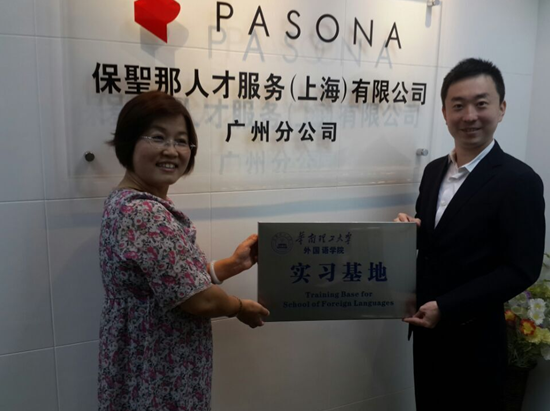 PASONA
保聖那人才服务(上海)有限公司
广州分公司
华南理工大学
外国语学院
实习基地
Training Base for
School of Foreign Languages